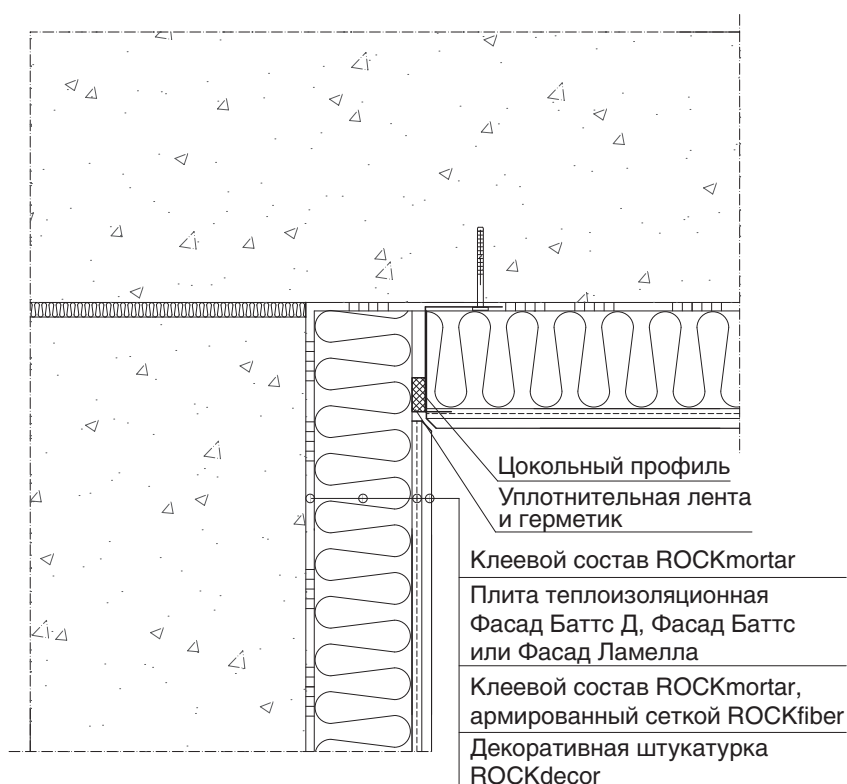 Цокольный профиль
Уплотнительная лента
и герметик
Клеевой состав ROCKmortar
Плита теплоизоляционная
Фасад Баттс Д, Фасад Баттс
или Фасад Ламелла
Клеевой состав ROCKmortar,
армированный сеткой ROCKfiber
Декоративная штукатурка
ROCKdecor